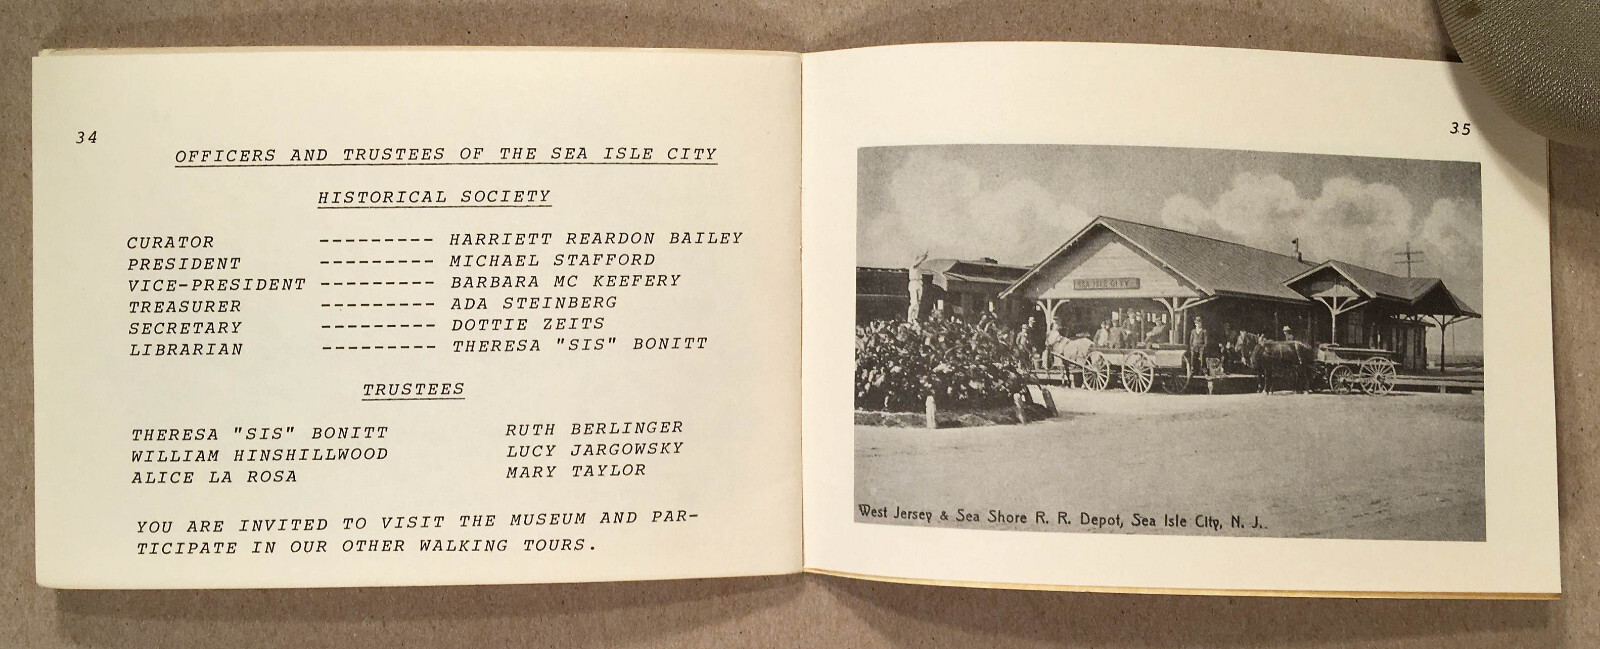 34
OFFICERS AND TRUSTEES OF THE SEA ISLE CITY
HISTORICAL SOCIETY
CURATOR --------- HARRIETT REARDON BAILEY
PRESIDENT --------- MICHAEL STAFFORD
VICE-PRESIDENT --------- BARBARA MC KEEFERY
TREASURER --------- ADA STEINBERG
SECRETARY --------- DOTTIE ZEITS
LIBRARIAN --------- THERESA "SIS" BONITT
TRUSTEES
THERESA "SIS" BONITT RUTH BERLINGER
WILLIAM HINSHILLWOOD LUCY JARGOWSKY
ALICE LA ROSA MARY TAYLOR
YOU ARE INVITED TO VISIT THE MUSEUM AND PAR-
TICIPATE IN OUR OTHER WALKING TOURS.
35
SEA ISLE CITY
West Jersey & Sea Shore R. R. Depot, Sea Isle City, N. J..